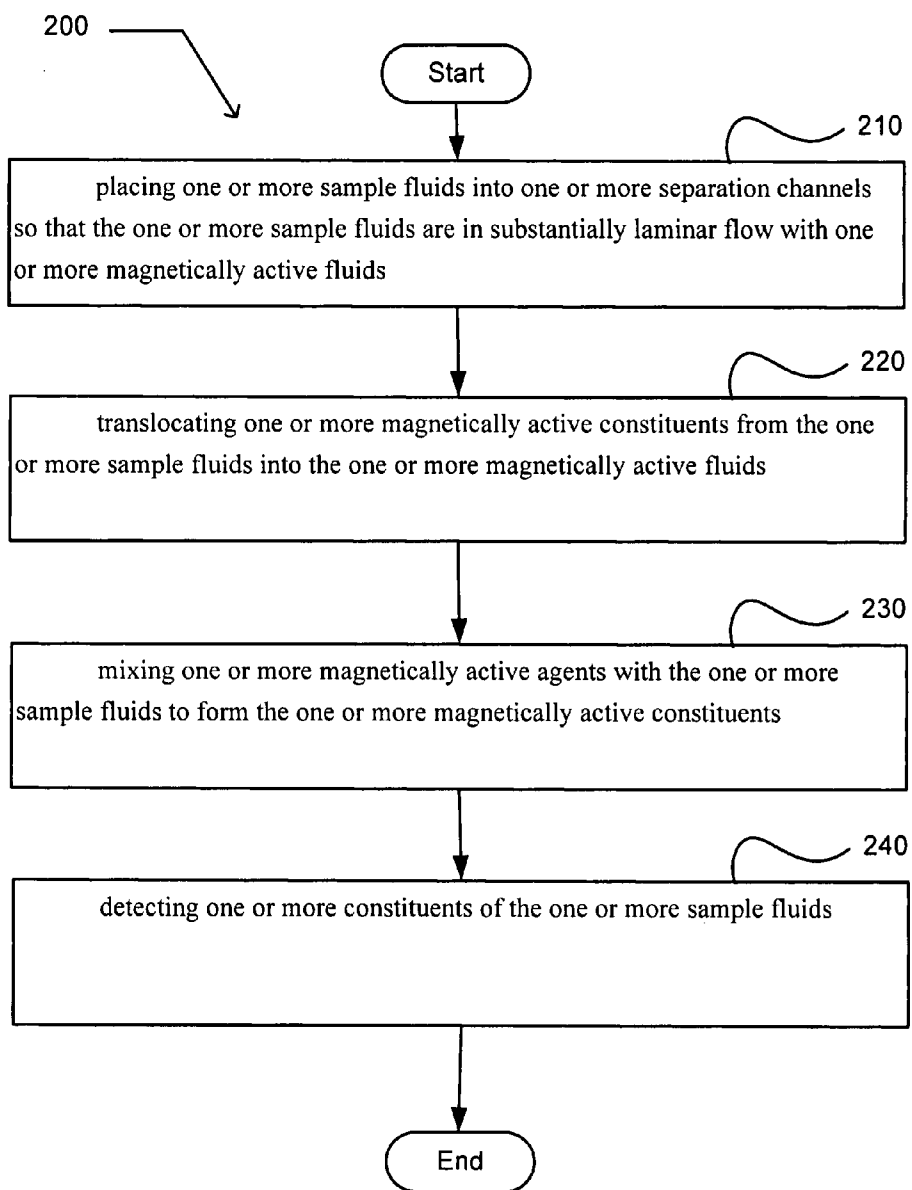 200
Start
210
placing one or more sample fluids into one or more separation channels
so that the one or more sample fluids are in substantially laminar flow with one
or more magnetically active fluids
220
translocating one or more magnetically active constituents from the one
or more sample fluids into the one or more magnetically active fluids
230
mixing one or more magnetically active agents with the one or more
sample fluids to form the one or more magnetically active constituents
240
detecting one or more constituents of the one or more sample fluids
End